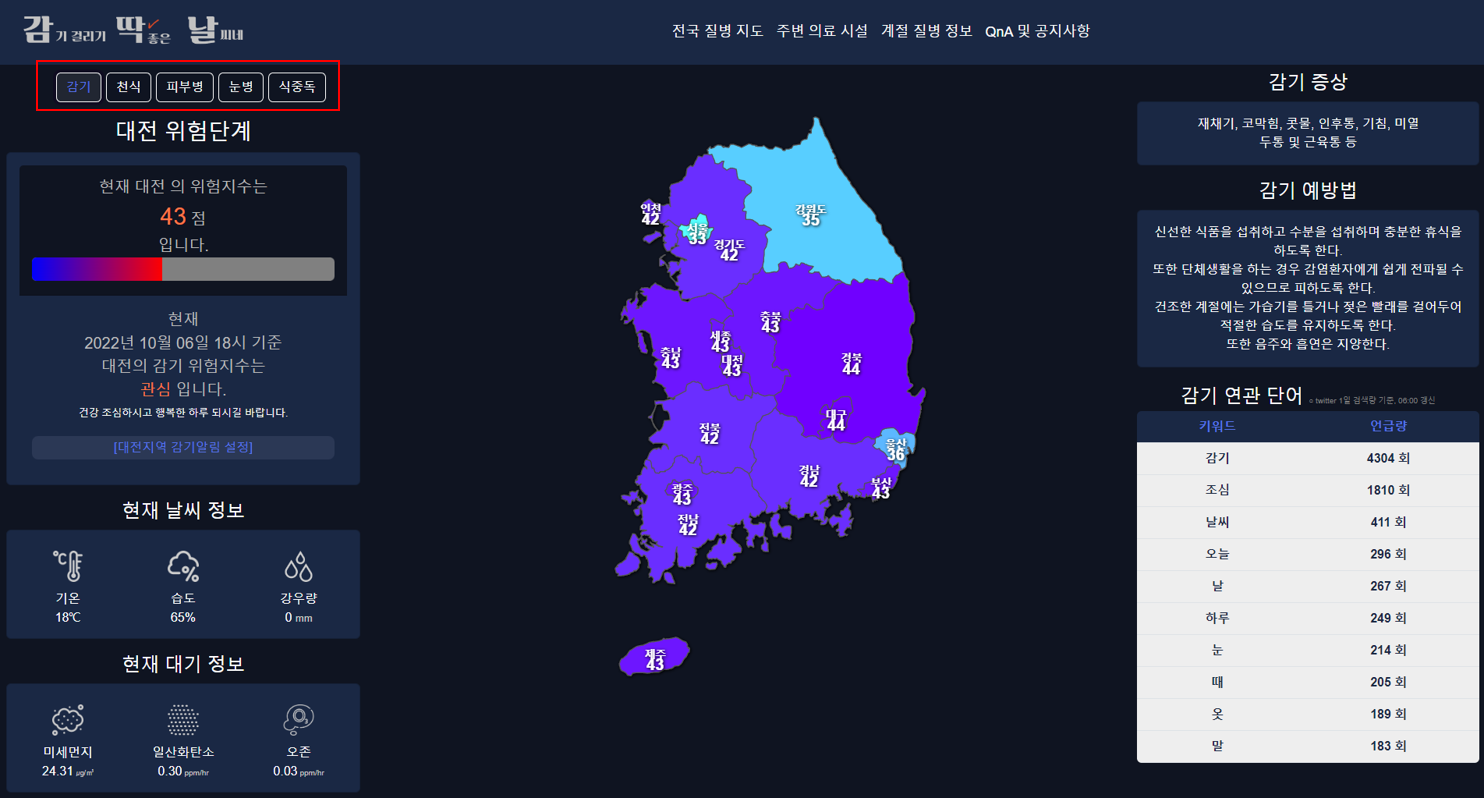 감기 걸리기 딱 좋은 날씨네
전국 질병 지도 주변 의료 시설 계절 질병 정보 QnA 및 공지사항
감기 천식 피부병 눈병 식중독
대전 위험단계
현재 대전 의 위험지수는
43 점
입니다.
현재
2022년 10월 06일 18시 기준
대전의 감기 위험지수는
관심 입니다.
건강 조심하시고 행복한 하루 되시길 바랍니다.
[대전지역 감기알림 설정]
현재 날씨 정보
기온 습도 강우량
18℃ 65% 0 mm
현재 대기 정보
미세먼지 일산화탄소 오존
24.31 ㎍/㎥ 0.30 ppm/hr 0.03 ppm/hr
강원도
35
인천
42
서울
33
경기도
42
충북
43
세종
43
충남
43
대전
43
경북
44
대구
44
전북
42
울산
36
경남
42
부산
43
광주
43
전남
42
제주
43
감기 증상
재채기, 코막힘, 콧물, 인후통, 기침, 미열
두통 및 근육통 등
감기 예방법
신선한 식품을 섭취하고 수분을 섭취하며 충분한 휴식을
하도록 한다.
또한 단체생활을 하는 경우 감염환자에게 쉽게 전파될 수
있으므로 피하도록 한다.
건조한 계절에는 가습기를 틀거나 젖은 빨래를 걸어두어
적절한 습도를 유지하도록 한다.
또한 음주와 흡연은 지양한다.
감기 연관 단어 ○ twitter 1일 검색량 기준, 06:00 갱신
키워드 언급량
감기 4304 회
조심 1810 회
날씨 411 회
오늘 296 회
날 267 회
하루 249 회
눈 214 회
때 205 회
옷 189 회
말 183 회